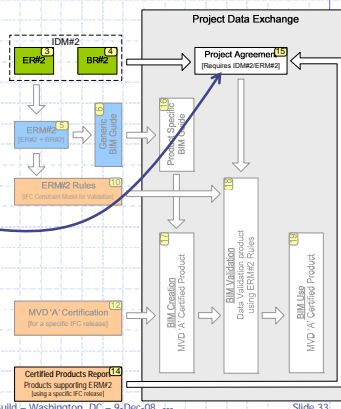 Project Data Exchange
IDM#2
3
ER#2
4
BR#2
15
Project Agreement
[Requires IDM#2/ERM#2]
5
ERM#2
[ER#2 + BR#2]
6
Generic
BIM Guide
16
Product Specific
BIM Guide
10
ERM#2 Rules
[IFC Constraint Model for Validation]
18
BIM Validation
Data Validation product
using ERM#2 Rules
17
BIM Creation
MVD 'A' Certified Product
19
BIM Use
MVD 'A' Certified Product
12
MVD 'A' Certification
[for a specific IFC release]
14
Certified Products Report
Products supporting ERM#2
[using a specific IFC release]
uild – Washington, DC – 9-Dec-08
Slide 33